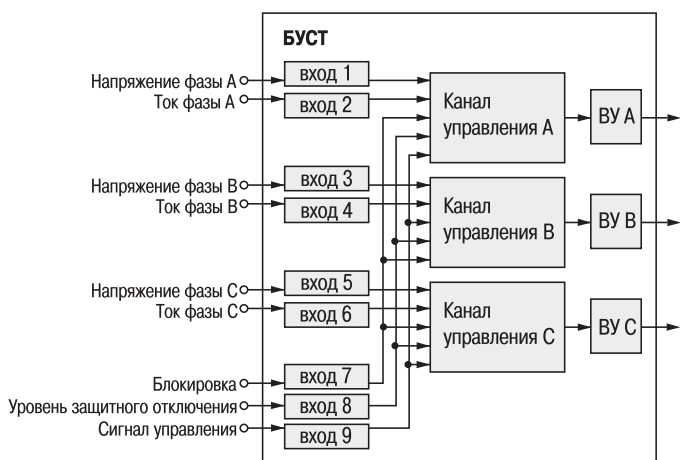 БУСТ
Напряжение фазы А
вход 1
Ток фазы А
вход 2
Канал
управления А
ВУ А
Напряжение фазы В
вход 3
Ток фазы В
вход 4
Канал
управления В
ВУ В
Напряжение фазы С
вход 5
Ток фазы С
вход 6
Канал
управления С
ВУ С
Блокировка
вход 7
Уровень защитного отключения
вход 8
Сигнал управления
вход 9